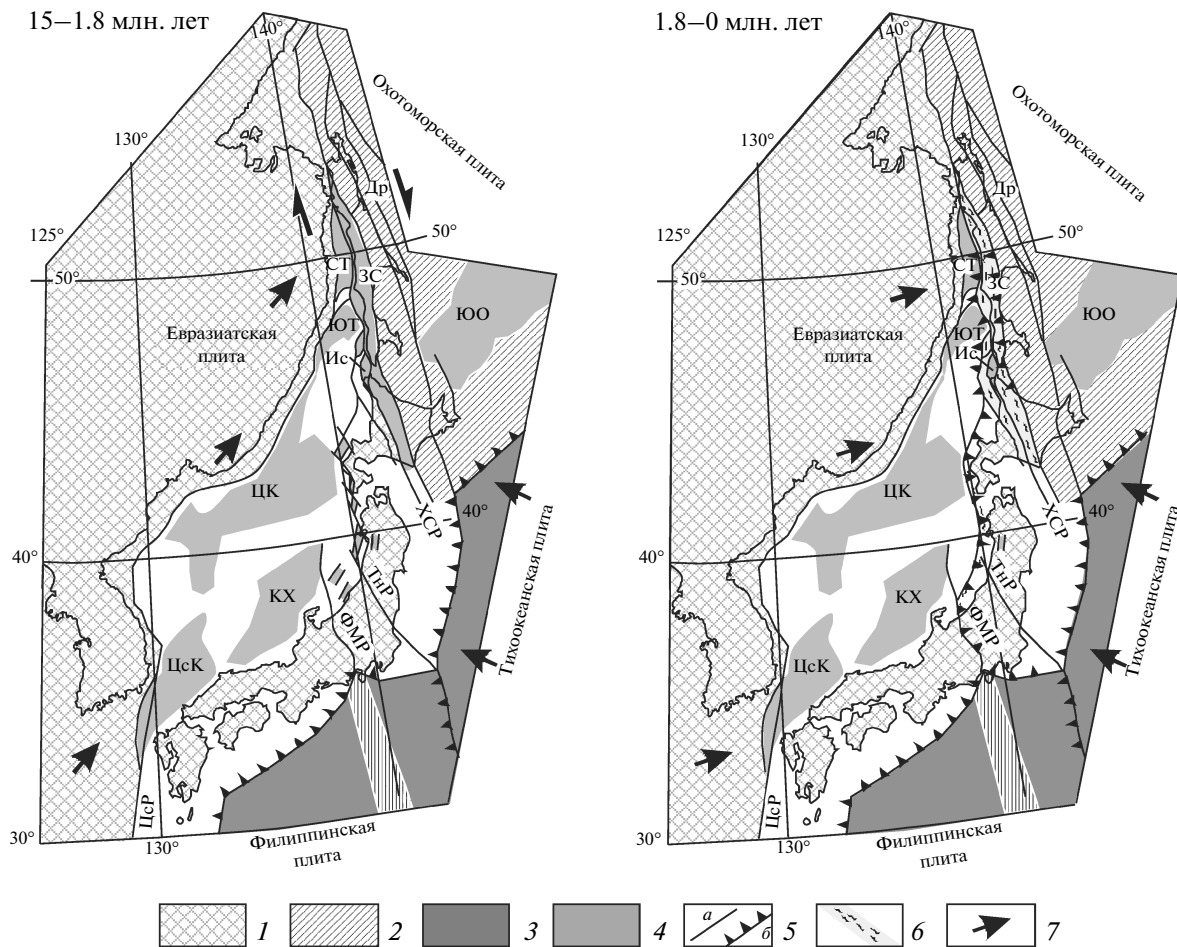 15–1.8 млн. лет
140°
Охотоморская плита
130°
Др
125°
50°
50°
СТ
ЗС
ЮО
Евразиатская
плита
ЮТ
Ис
ЦК
ХСР
40°
40°
КХ
ТнР
ФМР
Тихоокеанская плита
ЦсК
ЦсР
30°
130°
Филиппинская
плита
1.8–0 млн. лет
140°
Охотоморская плита
130°
Др
125°
50°
50°
СТ
ЗС
ЮО
Евразиатская
плита
ЮТ
Ис
ЦК
ХСР
40°
40°
КХ
ТнР
ФМР
Тихоокеанская плита
ЦсК
ЦсР
30°
130°
Филиппинская
плита
1 2 3 4 а б 5 6 7